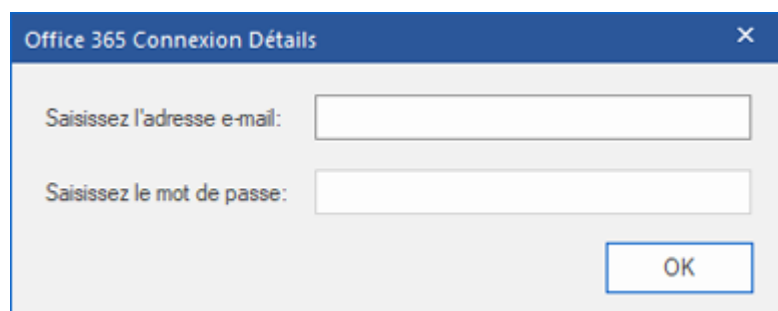 Office 365 Connexion Détails
Saisissez l'adresse e-mail:
Saisissez le mot de passe:
OK